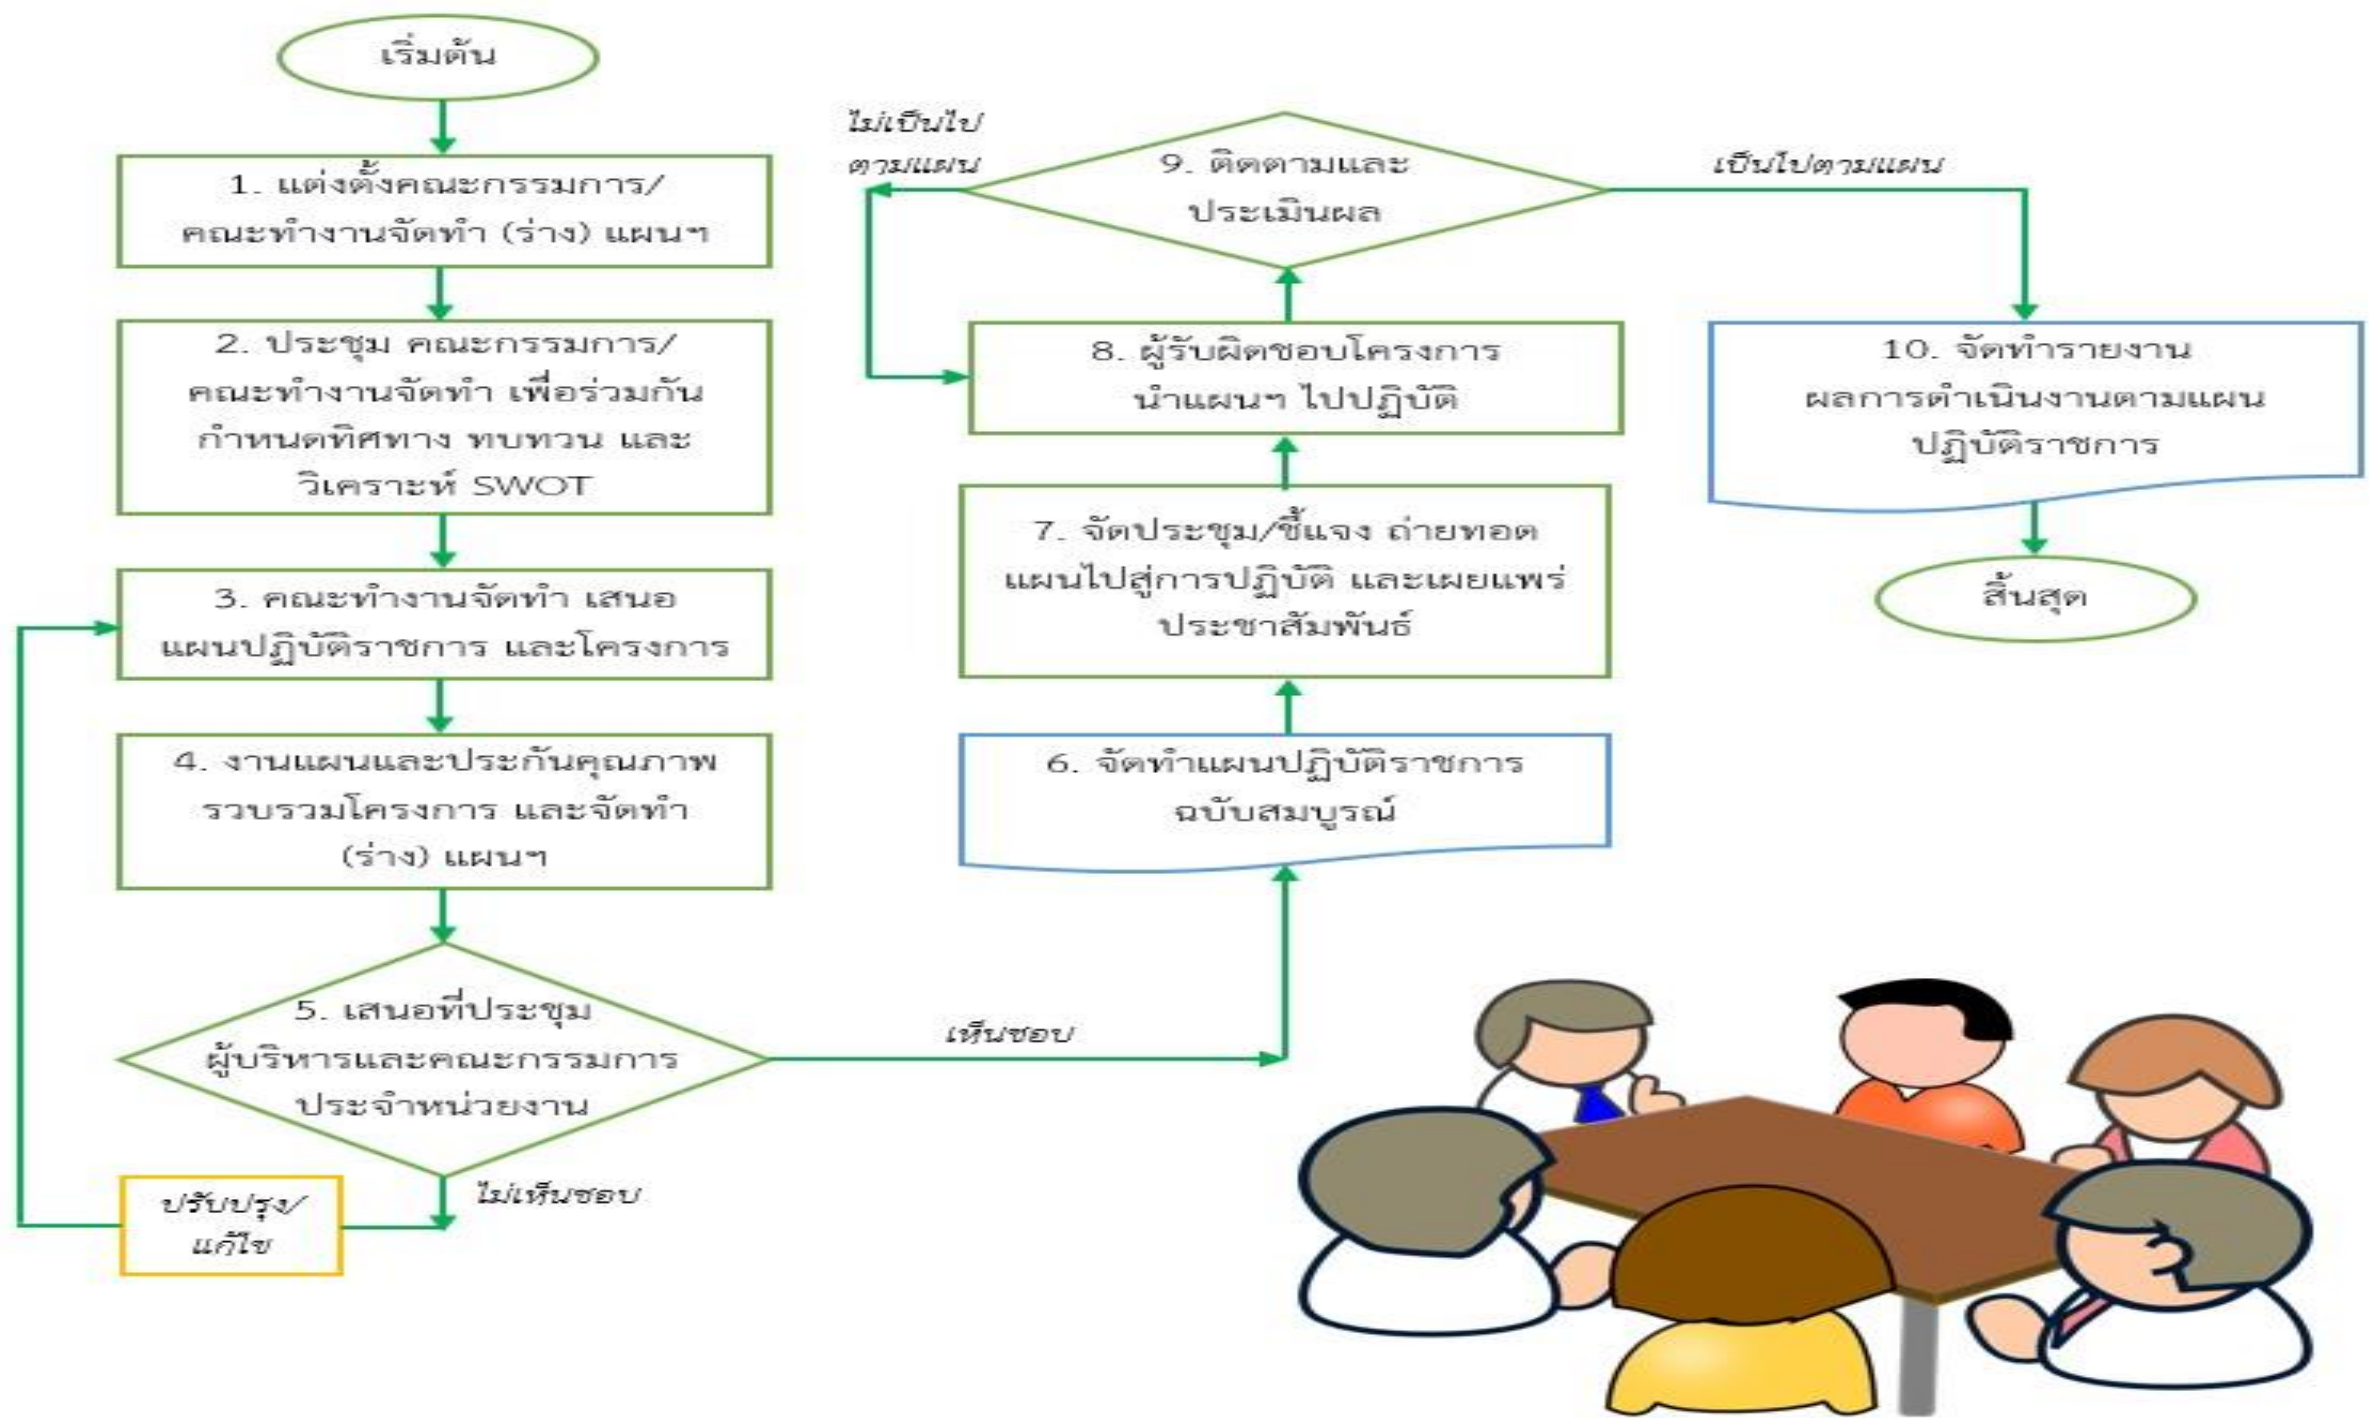 เริ่มต้น
1. แต่งตั้งคณะกรรมการ/
คณะทำงานจัดทำ (ร่าง) แผนฯ
2. ประชุม คณะกรรมการ/
คณะทำงานจัดทำ เพื่อร่วมกัน
กำหนดทิศทาง ทบทวน และ
วิเคราะห์ SWOT
3. คณะทำงานจัดทำ เสนอ
แผนปฏิบัติราชการ และโครงการ
4. งานแผนและประกันคุณภาพ
รวบรวมโครงการ และจัดทำ
(ร่าง) แผนฯ
5. เสนอที่ประชุม
ผู้บริหารและคณะกรรมการ
ประจำหน่วยงาน
ไม่เห็นชอบ
ปรับปรุง/
แก้ไข
เห็นชอบ
6. จัดทำแผนปฏิบัติราชการ
ฉบับสมบูรณ์
7. จัดประชุม/ชี้แจง ถ่ายทอด
แผนไปสู่การปฏิบัติ และเผยแพร่
ประชาสัมพันธ์
8. ผู้รับผิดชอบโครงการ
นำแผนฯ ไปปฏิบัติ
9. ติดตามและ
ประเมินผล
ไม่เป็นไป
ตามแผน
เป็นไปตามแผน
10. จัดทำรายงาน
ผลการดำเนินงานตามแผน
ปฏิบัติราชการ
สิ้นสุด